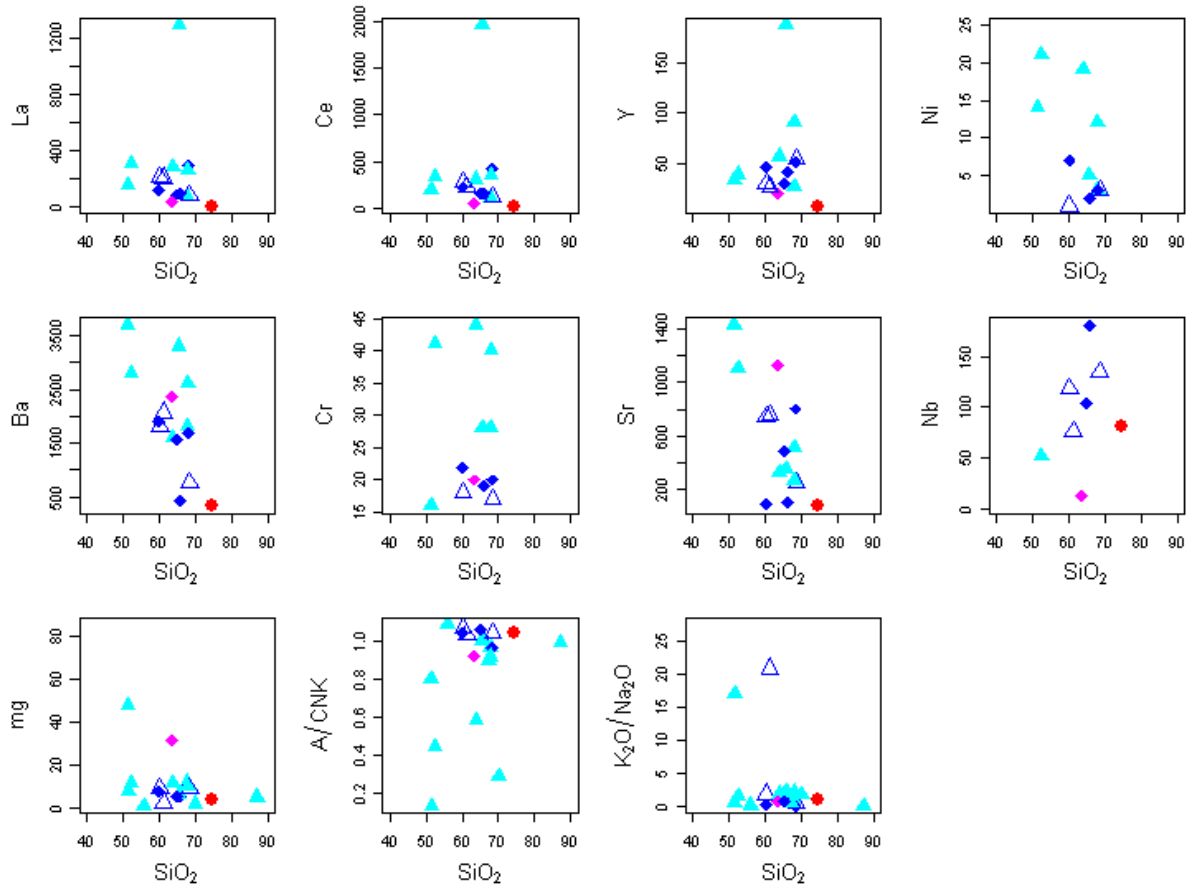 La
0 200 400 800 1200
40 50 60 70 80 90
SiO₂
Ce
0 500 1000 1500 2000
40 50 60 70 80 90
SiO₂
Y
50 100 150
40 50 60 70 80 90
SiO₂
Ni
5 10 15 20 25
40 50 60 70 80 90
SiO₂
Ba
500 1500 2500 3500
40 50 60 70 80 90
SiO₂
Cr
15 20 25 30 35 40 45
40 50 60 70 80 90
SiO₂
Sr
200 600 1000 1400
40 50 60 70 80 90
SiO₂
Nb
0 50 100 150
40 50 60 70 80 90
SiO₂
mg
0 20 40 60 80
40 50 60 70 80 90
SiO₂
A/CNK
0.2 0.4 0.6 0.8 1.0
40 50 60 70 80 90
SiO₂
K₂O/Na₂O
0 5 10 15 20 25
40 50 60 70 80 90
SiO₂